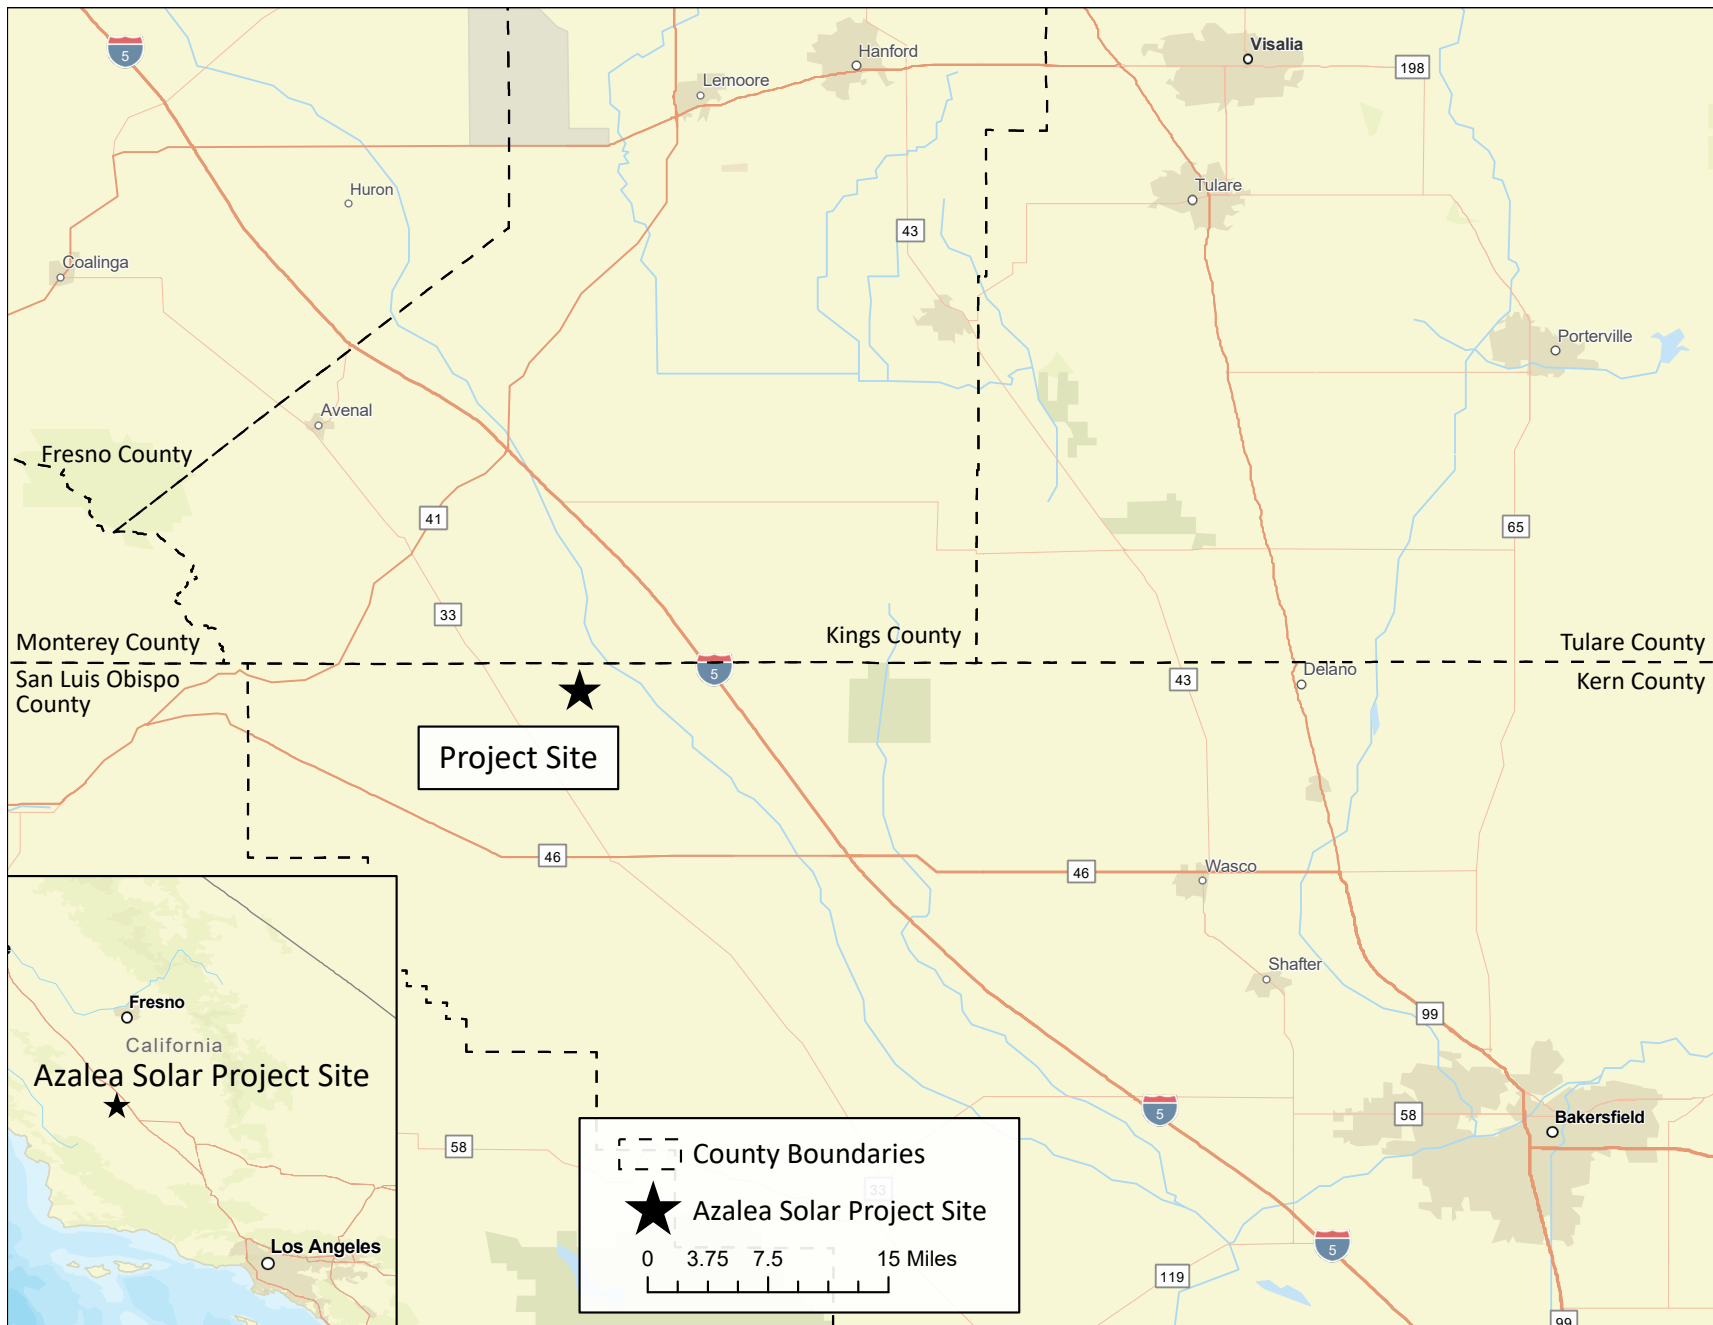 5
Hanford
Visalia
198
Lemoore
Huron
Tulare
43
Coalinga
Porterville
Avenal
Fresno County
41
65
33
Monterey County
Kings County
Tulare County
San Luis Obispo
County
5
43
Delano
Kern County
Project Site
46
46
Wasco
Shafter
99
Fresno
California
Azalea Solar Project Site
5
58
Bakersfield
County Boundaries
58
33
Azalea Solar Project Site
Los Angeles
0 3.75 7.5 15 Miles
5
119
99